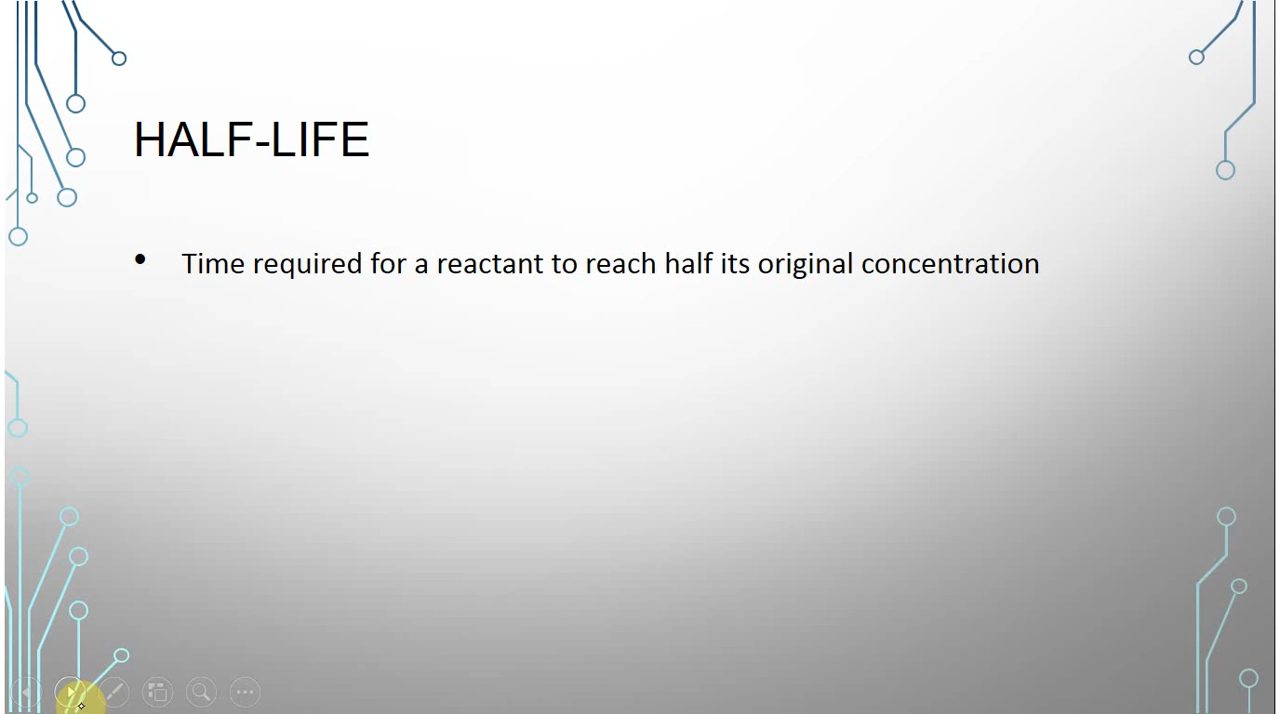 HALF-LIFE
• Time required for a reactant to reach half its original concentration